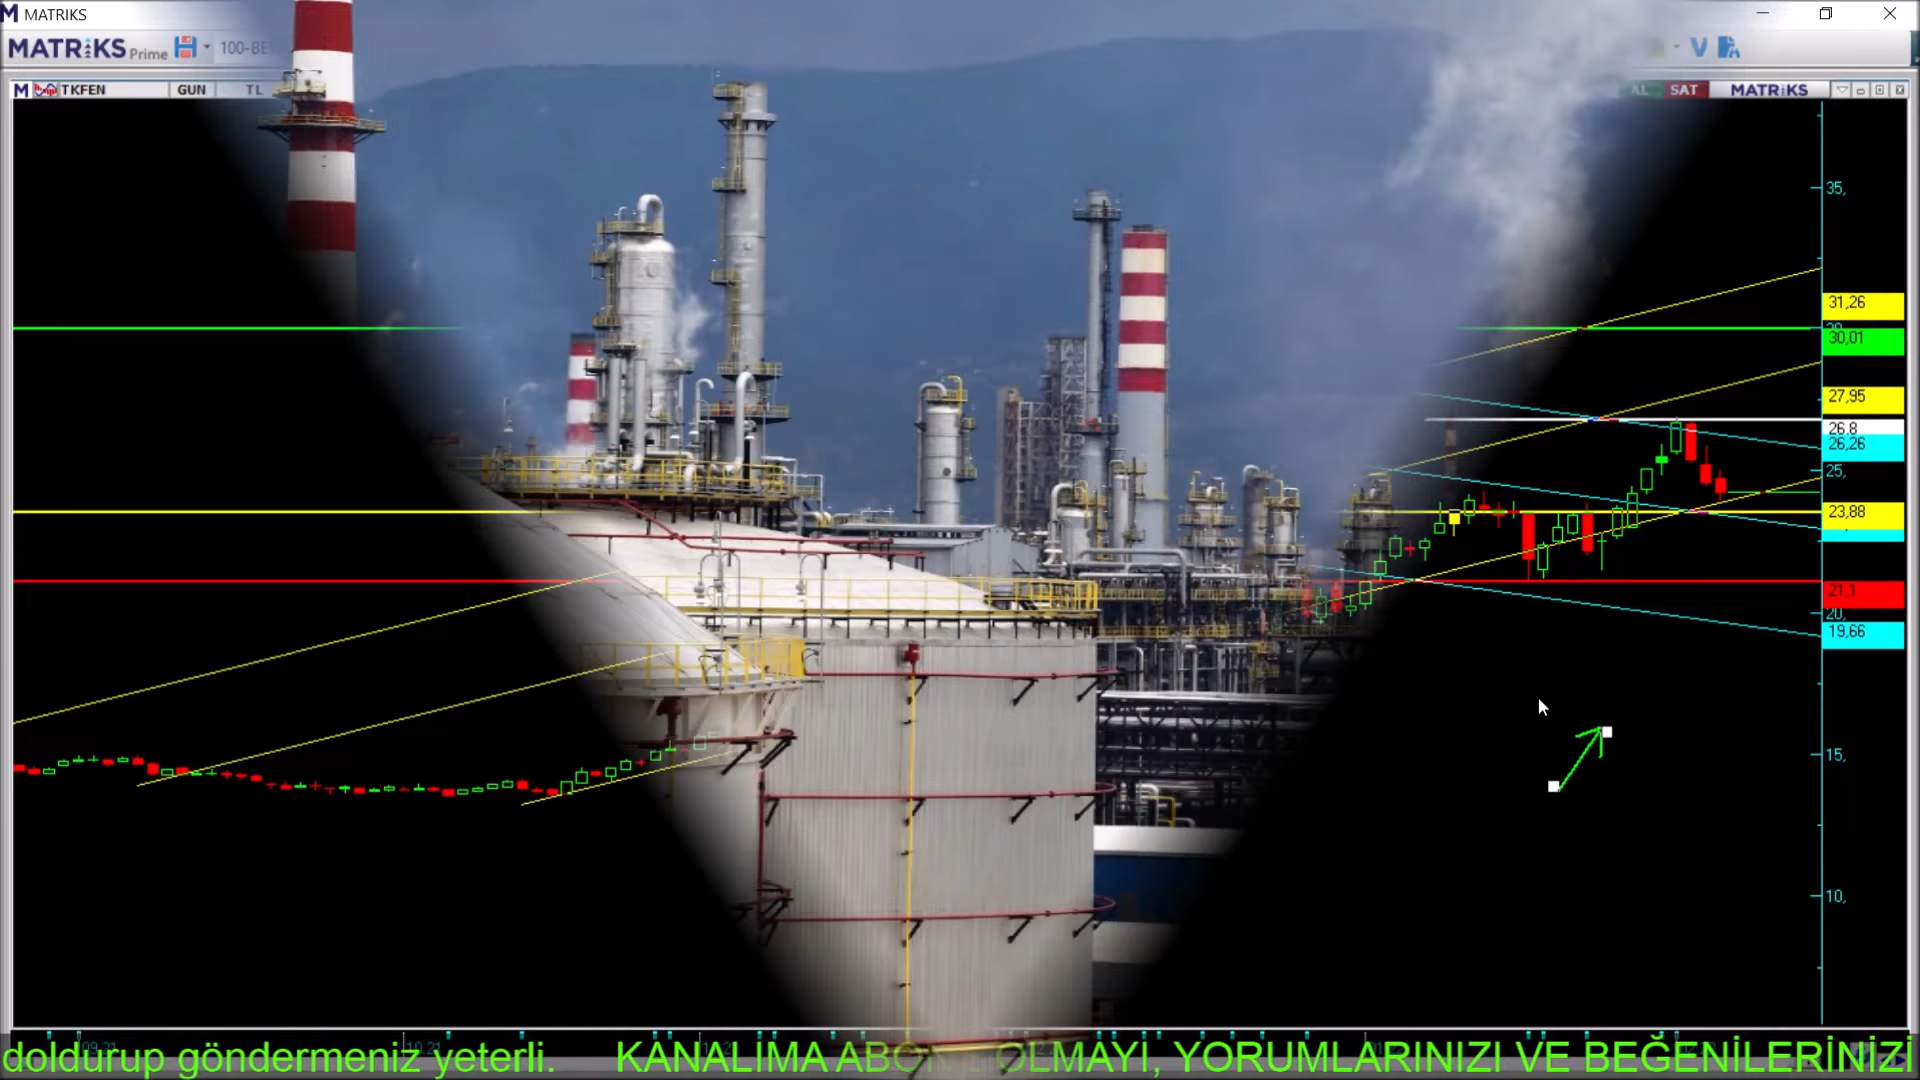 MATRIKS
MATRiKS Prime
TKFEN GUN TL
AL SAT MATRiKS
35,
31,26
30,01
27,95
26,8
26,26
25,
23,88
21,1
20,
19,66
15,
10,
doldurup göndermeniz yeterli. KANALIMA OLMAYI, YORUMLARINIZI VE BEĞENİLERİNİZİ